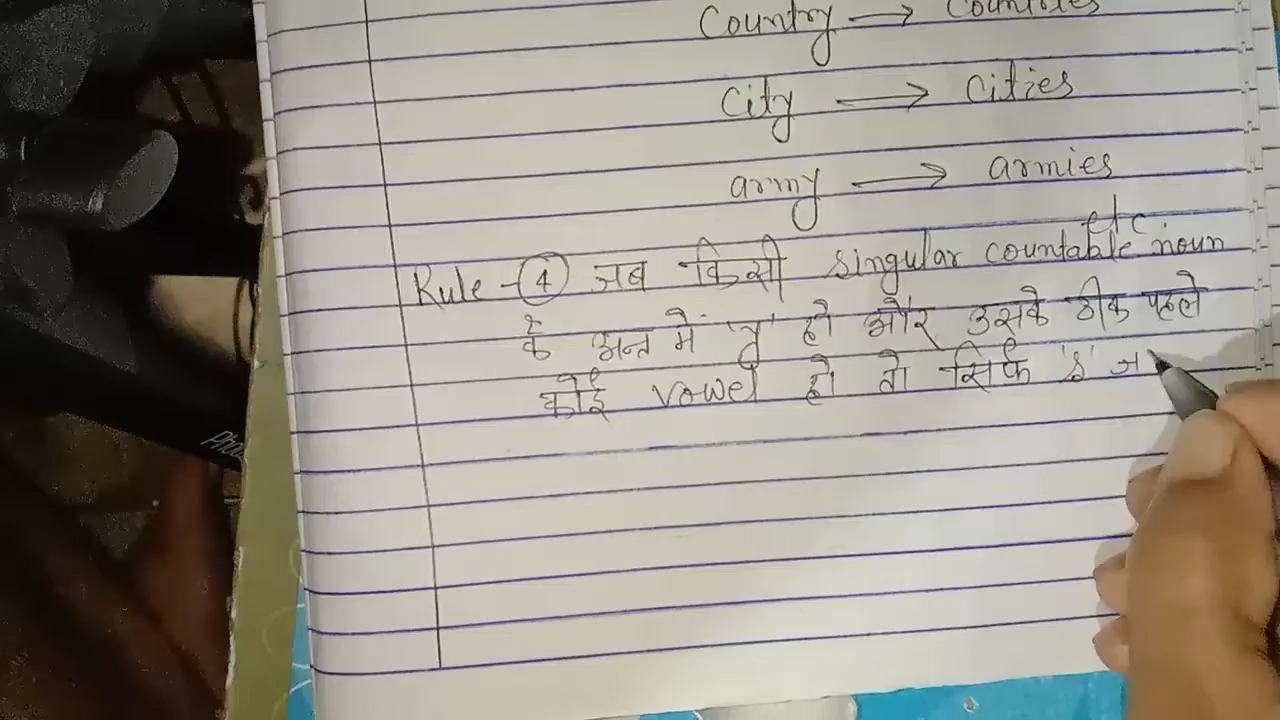 Country → Countries
City → Cities
army → armies
etc
Rule-④ जब किसी singular countable noun
के अन्त में 'y' हो और उसके ठीक पहले
कोई vowel हो तो सिर्फ 's' ज